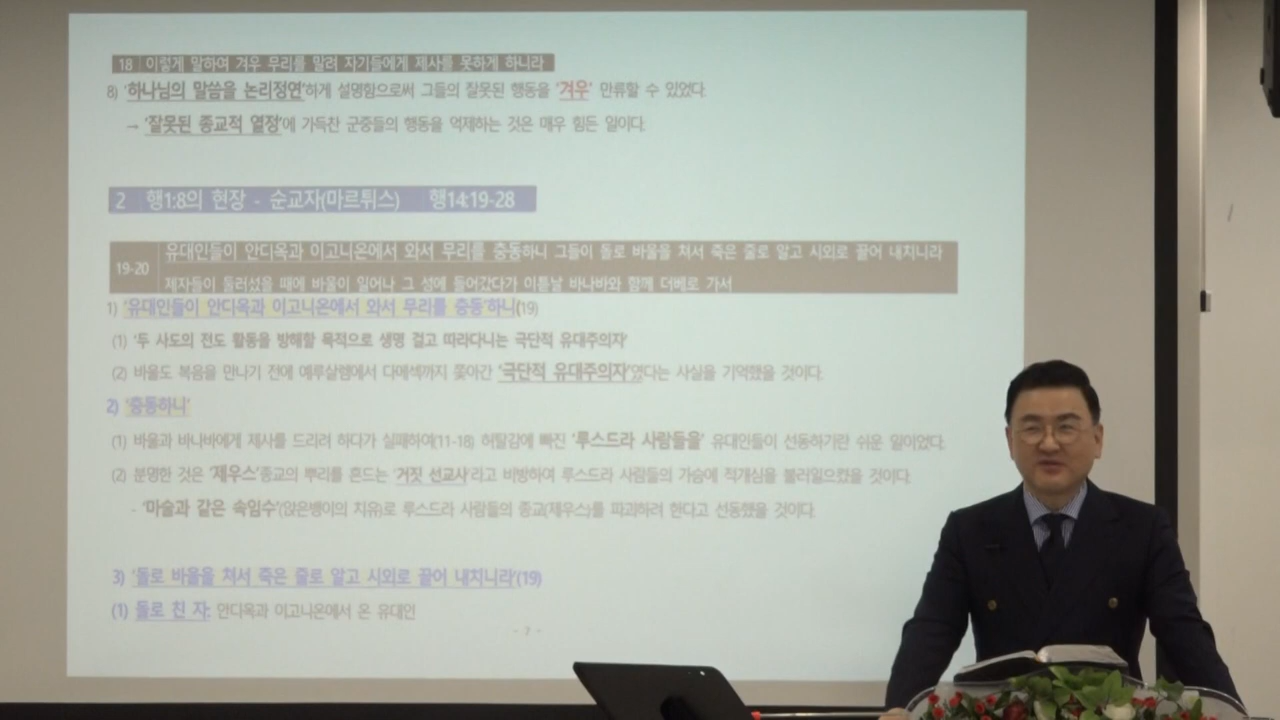 18 이렇게 말하여 겨우 무리를 말려 자기들에게 제사를 못하게 하니라
8) '하나님의 말씀을 논리정연'하게 설명함으로써 그들의 잘못된 행동을 '겨우' 만류할 수 있었다.
→ '잘못된 종교적 열정'에 가득찬 군중들의 행동을 억제하는 것은 매우 힘든 일이다.
2 행1:8의 현장 - 순교자(마르튀스) 행14:19-28
19-20 유대인들이 안디옥과 이고니온에서 와서 무리를 충동하니 그들이 돌로 바울을 쳐서 죽은 줄로 알고 시외로 끌어 내치니라
제자들이 둘러섰을 때에 바울이 일어나 그 성에 들어갔다가 이튿날 바나바와 함께 더베로 가서
1) '유대인들이 안디옥과 이고니온에서 와서 무리를 충동'하니(19)
(1) '두 사도의 전도 활동을 방해할 목적으로 생명 걸고 따라다니는 극단적 유대주의자'
(2) 바울도 복음을 만나기 전에 예루살렘에서 다메섹까지 쫓아간 '극단적 유대주의자'였다는 사실을 기억했을 것이다.
2) '충동하니'
(1) 바울과 바나바에게 제사를 드리려 하다가 실패하여(11-18) 허탈감에 빠진 '루스드라 사람들을' 유대인들이 선동하기란 쉬운 일이었다.
(2) 분명한 것은 '제우스'종교의 뿌리를 흔드는 '거짓 선교사'라고 비방하여 루스드라 사람들의 가슴에 적개심을 불러일으켰을 것이다.
- '마술과 같은 속임수'(앉은뱅이의 치유)로 루스드라 사람들의 종교(제우스)를 파괴하려 한다고 선동했을 것이다.
3) '돌로 바울을 쳐서 죽은 줄로 알고 시외로 끌어 내치니라'(19)
(1) 돌로 친 자: 안디옥과 이고니온에서 온 유대인
- 7 -